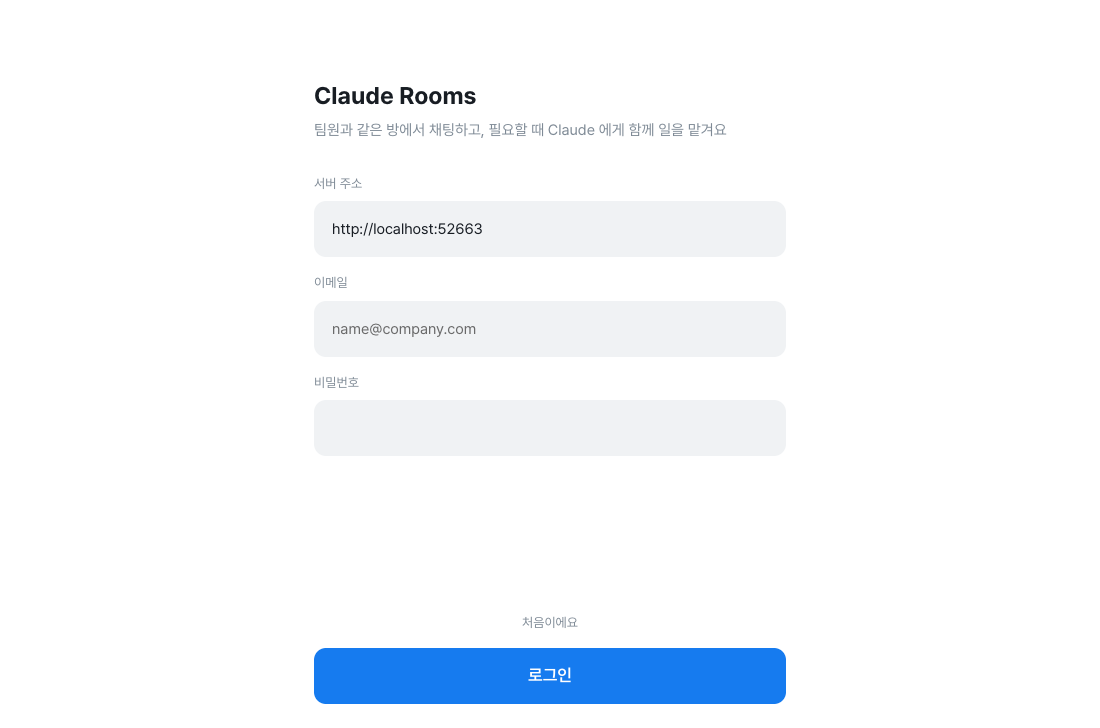 Claude Rooms
팀원과 같은 방에서 채팅하고, 필요할 때 Claude 에게 함께 일을 맡겨요
서버 주소
http://localhost:52663
이메일
name@company.com
비밀번호
처음이에요
로그인